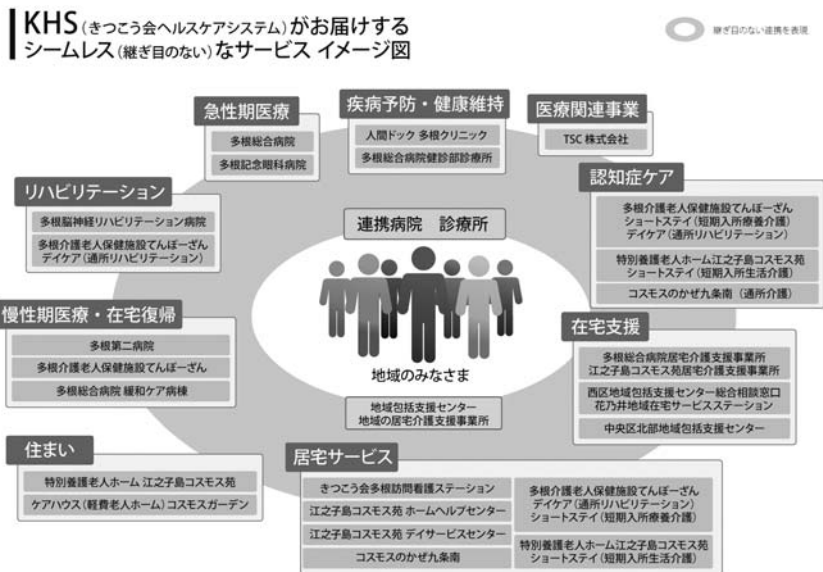 KHS(きつこう会ヘルスケアシステム)がお届けする
シームレス(継ぎ目のない)なサービス イメージ図
継ぎ目のない連携を表現
急性期医療
多根総合病院
多根記念眼科病院
疾病予防・健康維持
人間ドック 多根クリニック
多根総合病院健診部診療所
医療関連事業
TSC 株式会社
リハビリテーション
多根脳神経リハビリテーション病院
多根介護老人保健施設てんぽーざん
デイケア(通所リハビリテーション)
認知症ケア
多根介護老人保健施設てんぽーざん
ショートステイ(短期入所療養介護)
デイケア(通所リハビリテーション)
特別養護老人ホーム江之子島コスモス苑
ショートステイ(短期入所生活介護)
コスモスのかぜ九条南(通所介護)
連携病院 診療所
地域のみなさま
地域包括支援センター
地域の居宅介護支援事業所
慢性期医療・在宅復帰
多根第二病院
多根介護老人保健施設てんぽーざん
多根総合病院 緩和ケア病棟
在宅支援
多根総合病院居宅介護支援事業所
江之子島コスモス苑居宅介護支援事業所
西区地域包括支援センター総合相談窓口
花乃井地域在宅サービスステーション
中央区北部地域包括支援センター
住まい
特別養護老人ホーム 江之子島コスモス苑
ケアハウス(軽費老人ホーム)コスモスガーデン
居宅サービス
きつこう会多根訪問看護ステーション
江之子島コスモス苑 ホームヘルプセンター
江之子島コスモス苑 デイサービスセンター
コスモスのかぜ九条南
多根介護老人保健施設てんぽーざん
デイケア(通所リハビリテーション)
ショートステイ(短期入所療養介護)
特別養護老人ホーム江之子島コスモス苑
ショートステイ(短期入所生活介護)